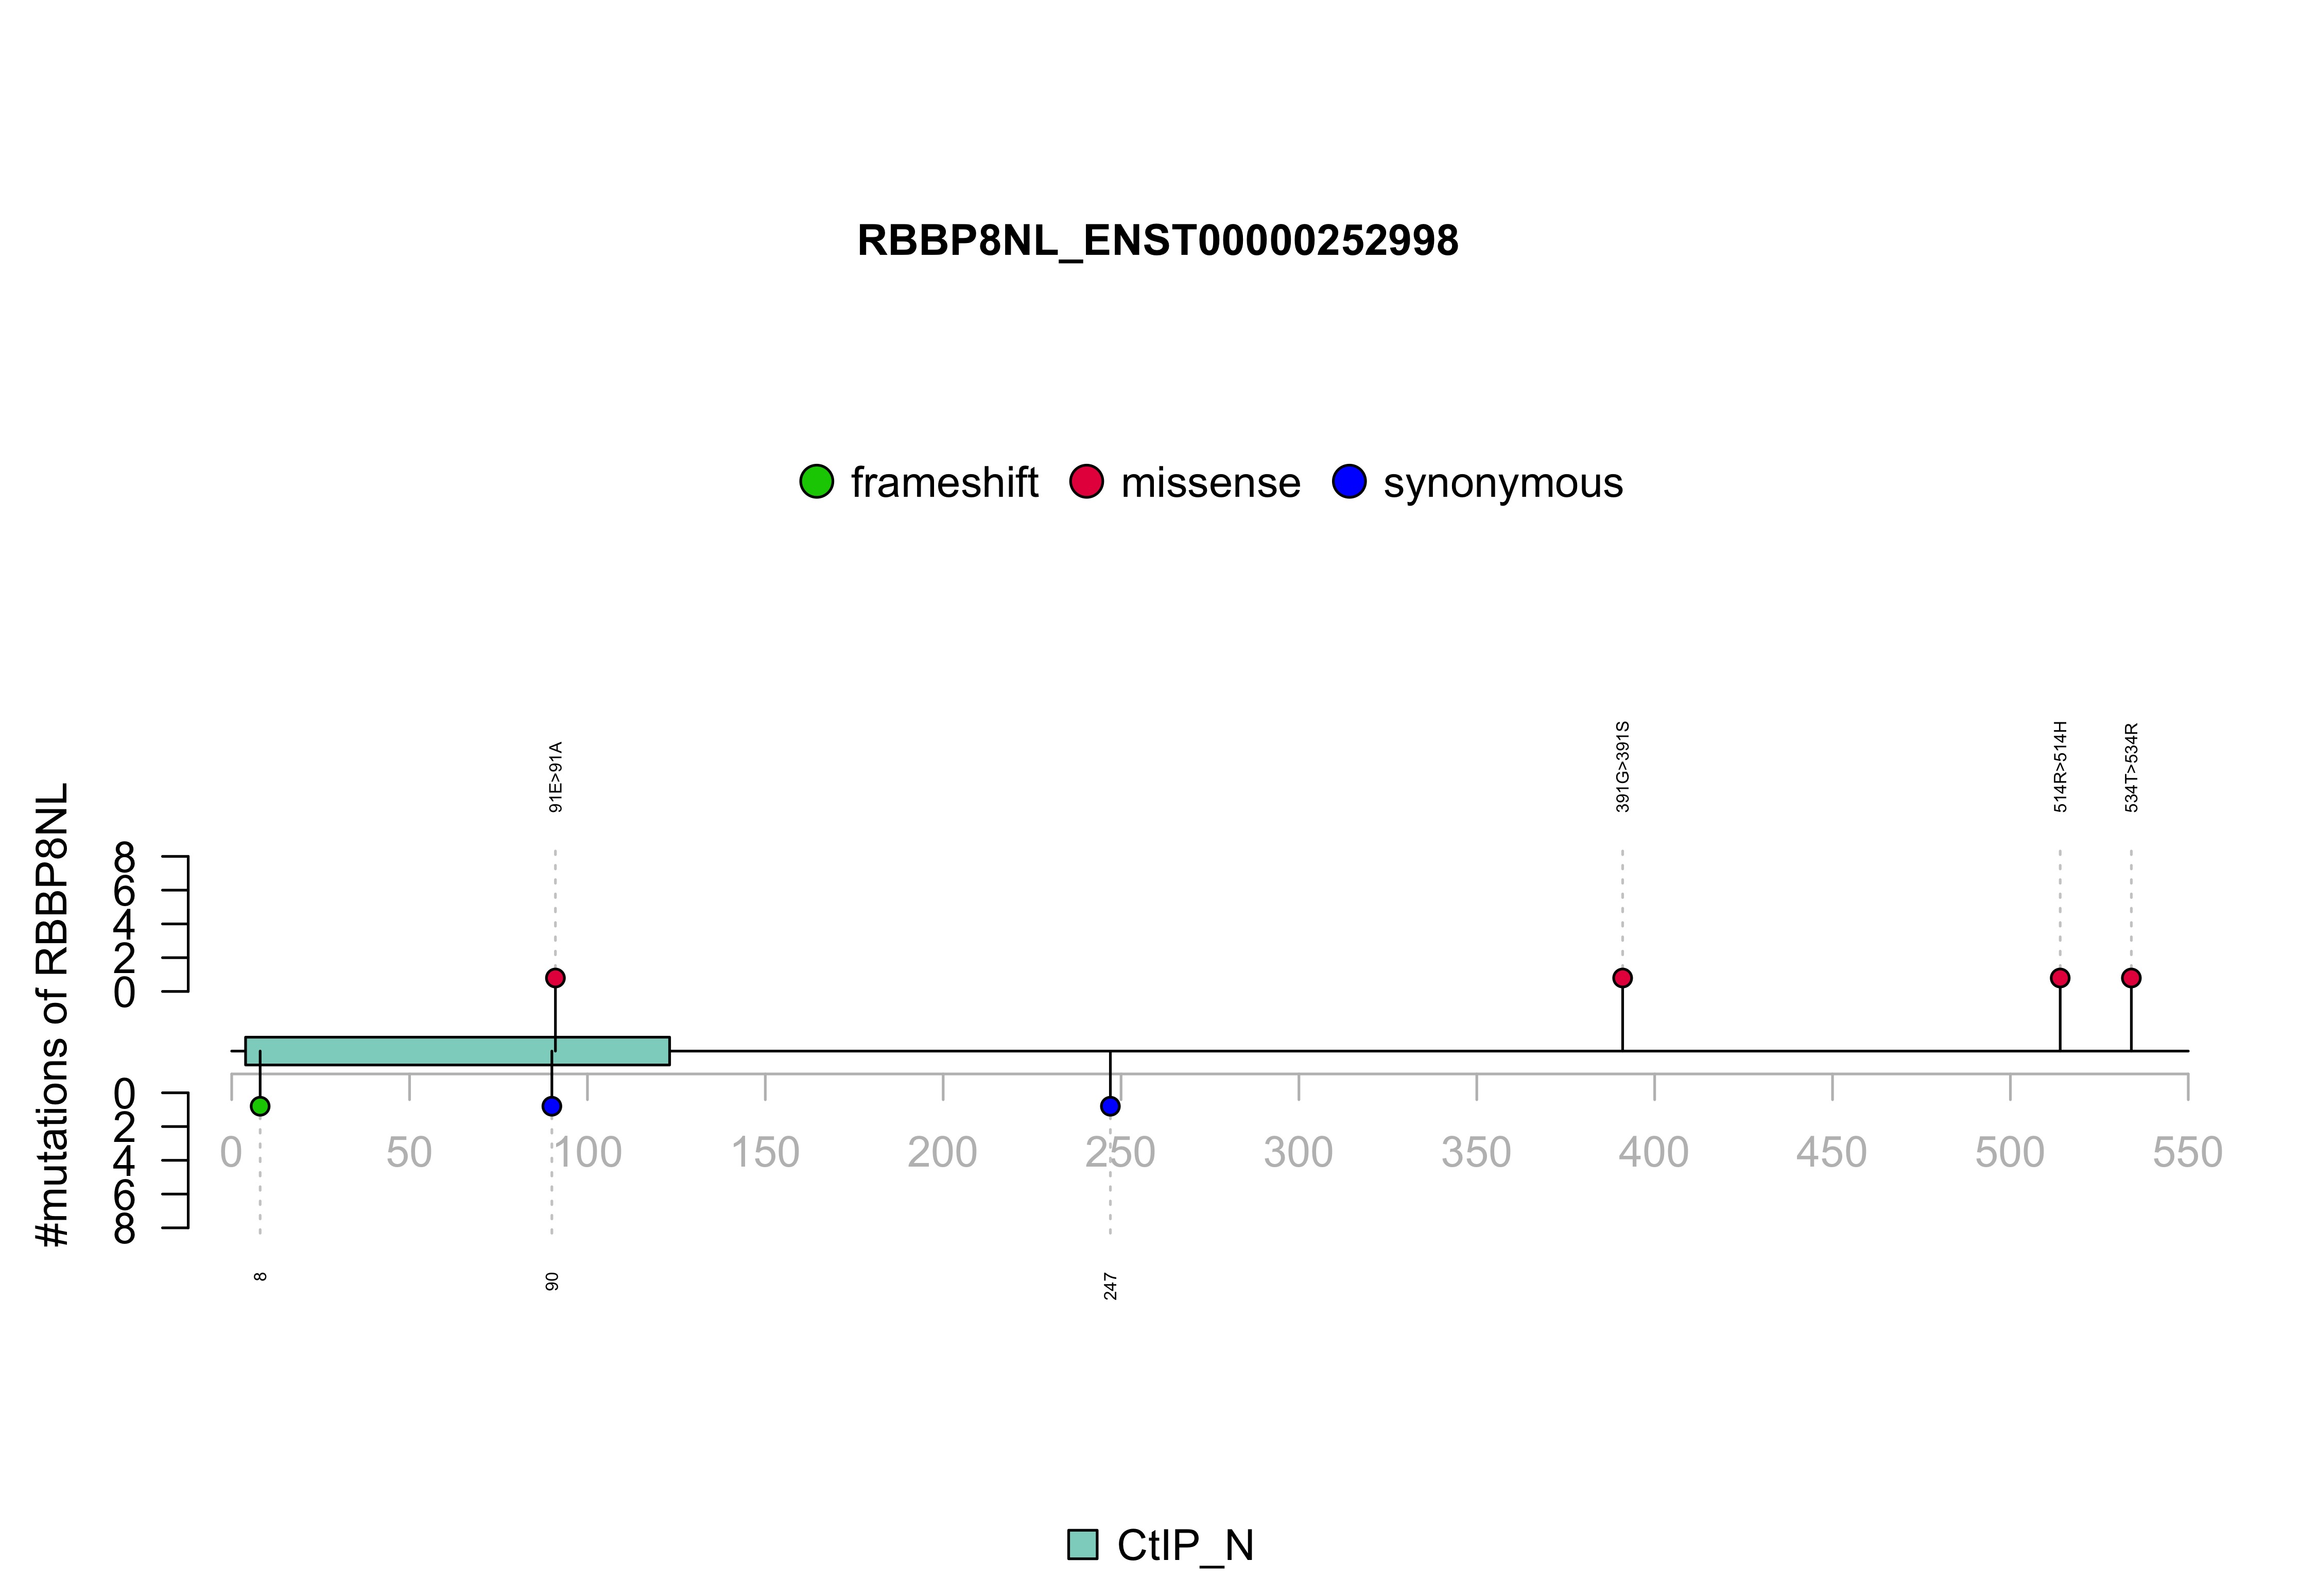 RBBP8NL_ENST00000252998
frameshift missense synonymous
91E>91A
391G>391S
514R>514H
534T>534R
#mutations of RBBP8NL
8
6
4
2
0
0
2
4
6
8
0 50 100 150 200 250 300 350 400 450 500 550
8
90
247
CtIP_N